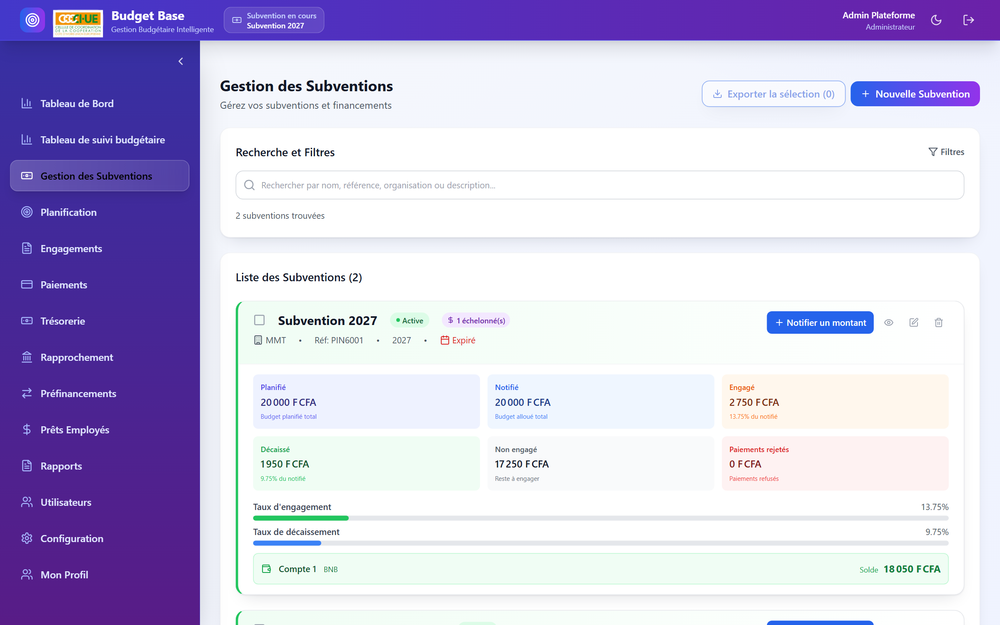 CECCI-UE
CELLULE DE COORDINATION
DE LA COOPERATION
COTE D'IVOIRE-UNION EUROPEENNE
Budget Base
Gestion Budgétaire Intelligente
Subvention en cours
Subvention 2027
Admin Plateforme
Administrateur
Tableau de Bord
Tableau de suivi budgétaire
Gestion des Subventions
Planification
Engagements
Paiements
Trésorerie
Rapprochement
Préfinancements
Prêts Employés
Rapports
Utilisateurs
Configuration
Mon Profil
Gestion des Subventions
Gérez vos subventions et financements
Exporter la sélection (0)
+ Nouvelle Subvention
Recherche et Filtres
Filtres
Rechercher par nom, référence, organisation ou description...
2 subventions trouvées
Liste des Subventions (2)
Subvention 2027
Active
$ 1 échelonné(s)
+ Notifier un montant
MMT • Réf: PIN6001 • 2027 • Expiré
Planifié
20 000 F CFA
Budget planifié total
Notifié
20 000 F CFA
Budget alloué total
Engagé
2 750 F CFA
13.75% du notifié
Décaissé
1 950 F CFA
9.75% du notifié
Non engagé
17 250 F CFA
Reste à engager
Paiements rejetés
0 F CFA
Paiements refusés
Taux d'engagement
13.75%
Taux de décaissement
9.75%
Compte 1 BNB
Solde 18 050 F CFA